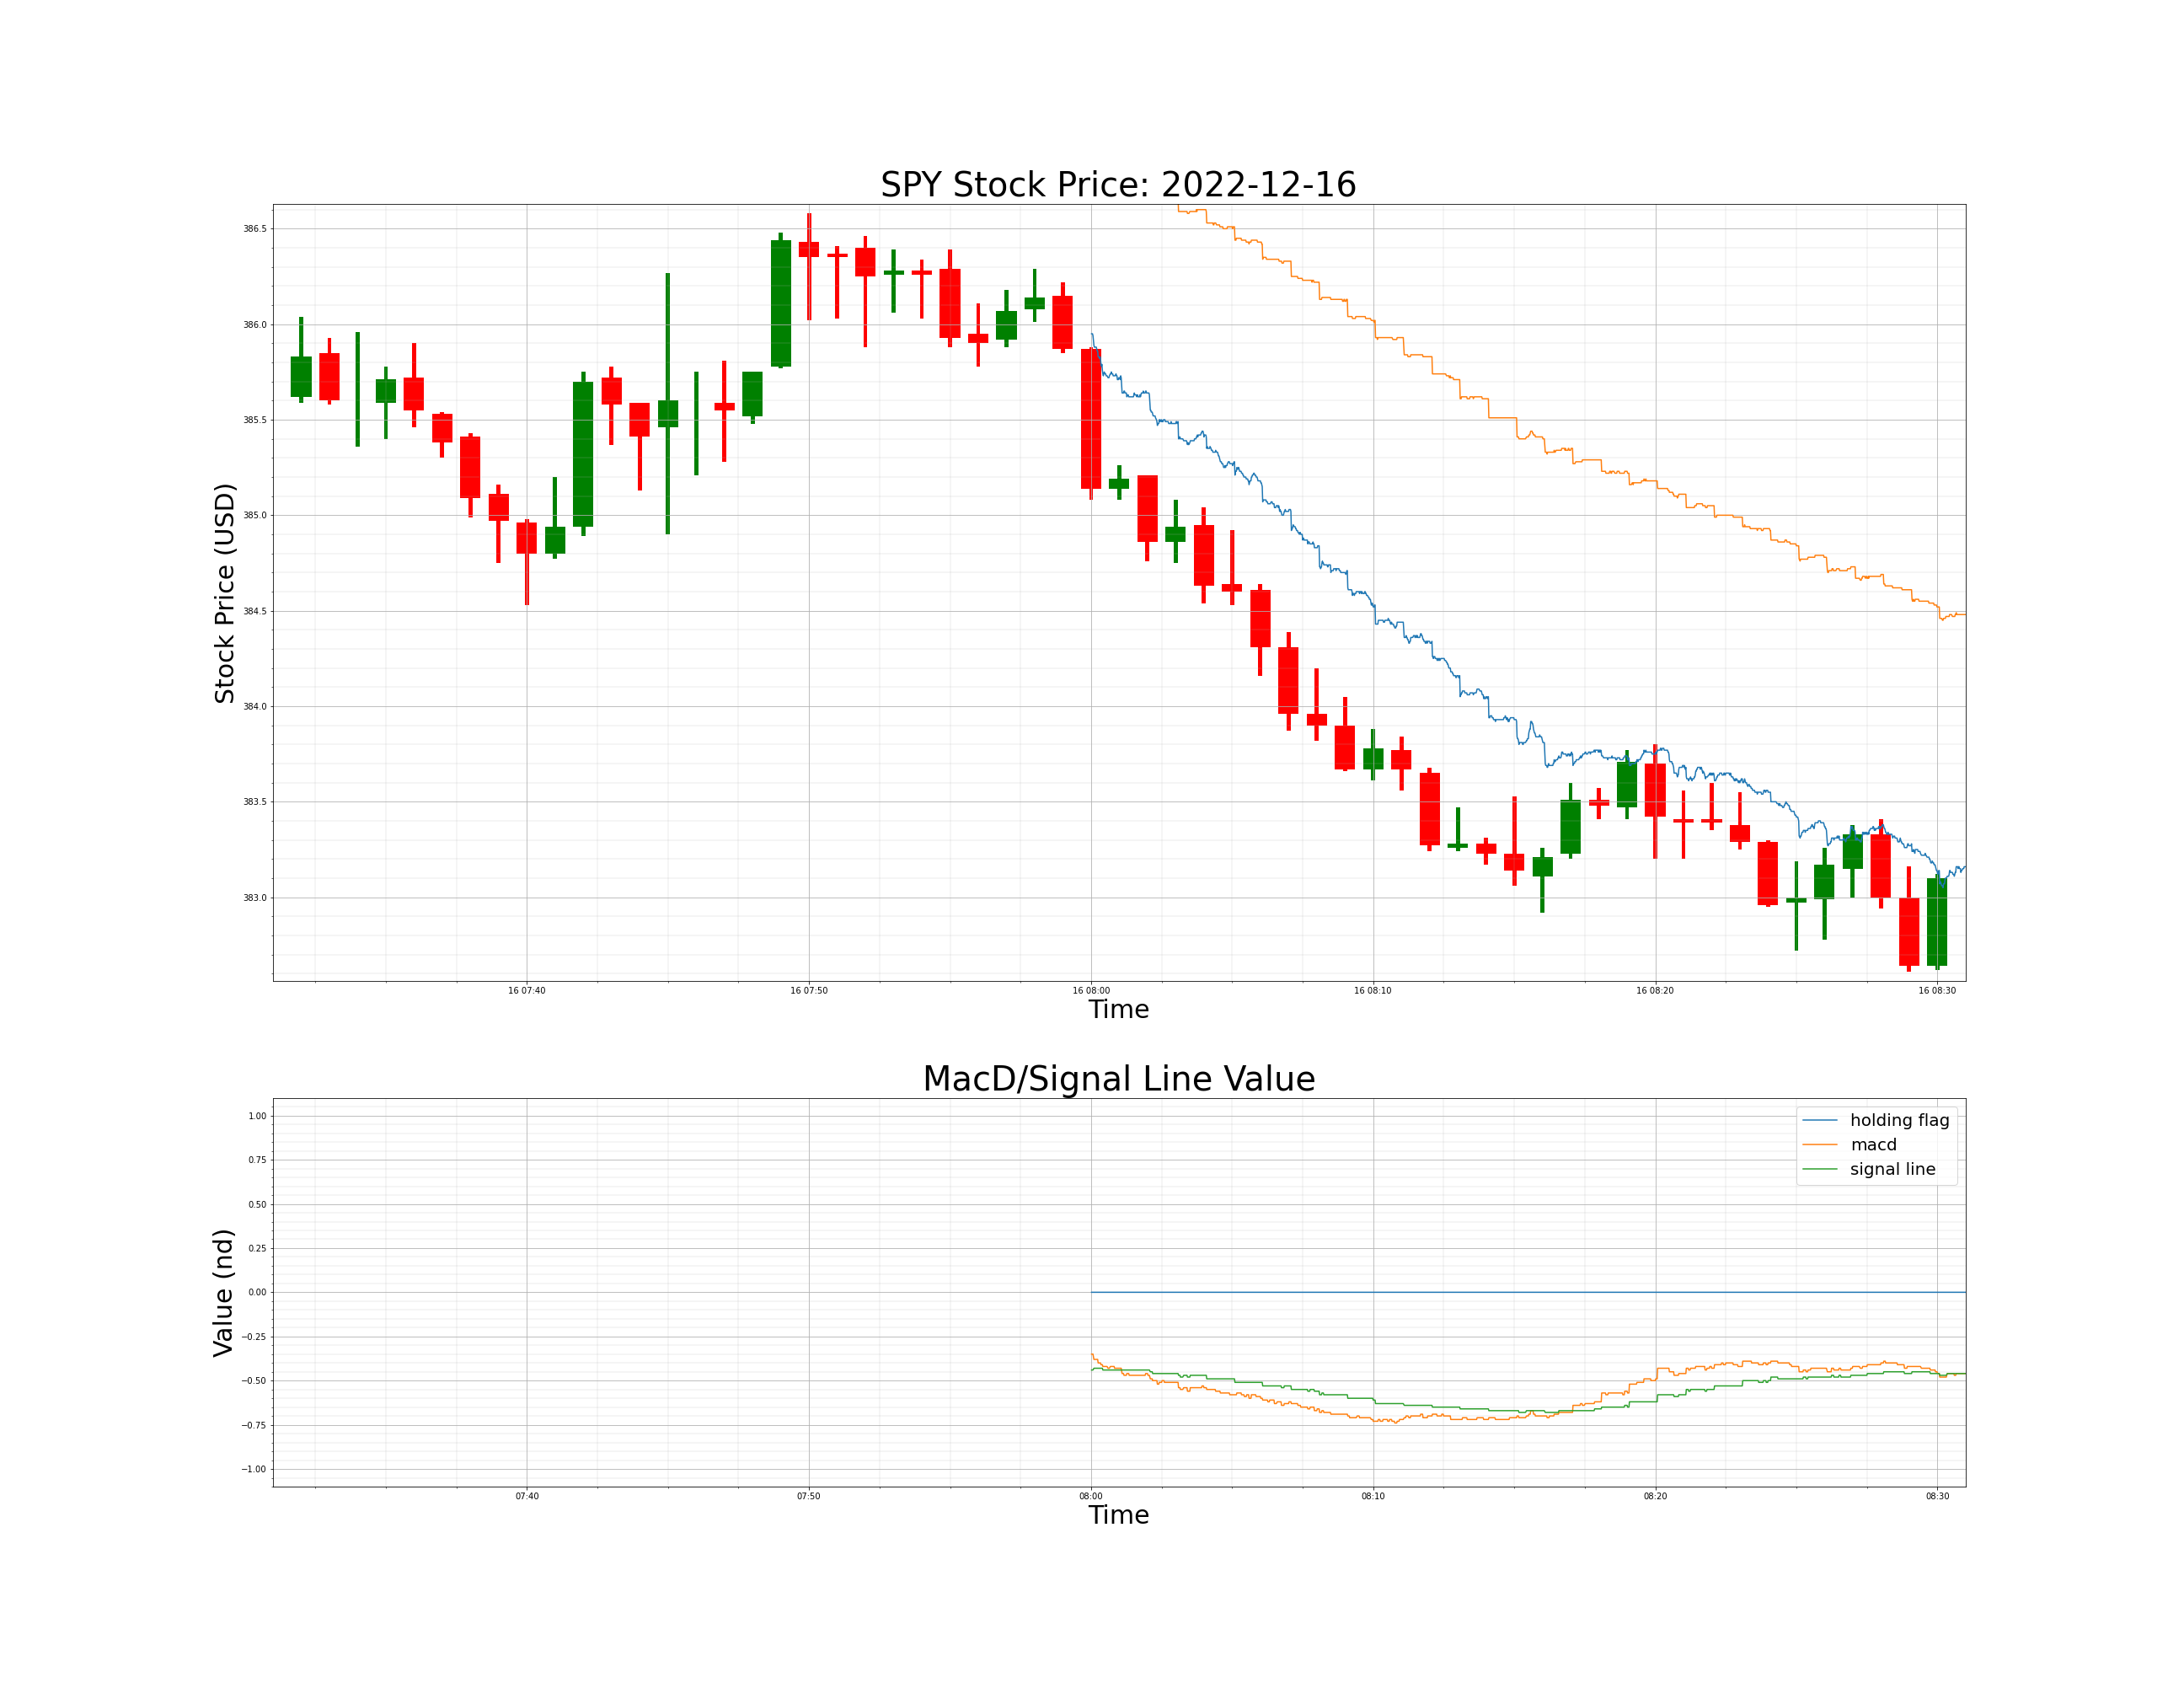 SPY Stock Price: 2022-12-16
386.5
386.0
385.5
385.0
384.5
384.0
383.5
383.0
Stock Price (USD)
16 07:40 16 07:50 16 08:00 16 08:10 16 08:20 16 08:30
Time
MacD/Signal Line Value
1.00
0.75
0.50
0.25
0.00
−0.25
−0.50
−0.75
−1.00
Value (nd)
holding flag
macd
signal line
07:40 07:50 08:00 08:10 08:20 08:30
Time